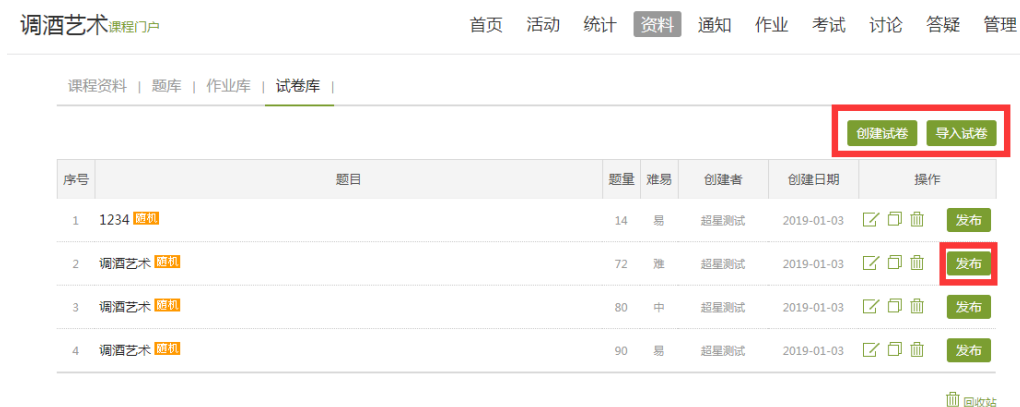 调酒艺术课程门户 首页 活动 统计 资料 通知 作业 考试 讨论 答疑 管理
课程资料 | 题库 | 作业库 | 试卷库 |
创建试卷 导入试卷
序号 题目 题量 难易 创建者 创建日期 操作
1 1234 随机 14 易 超星测试 2019-01-03 发布
2 调酒艺术 随机 72 难 超星测试 2019-01-03 发布
3 调酒艺术 随机 80 中 超星测试 2019-01-03 发布
4 调酒艺术 随机 90 易 超星测试 2019-01-03 发布
回收站